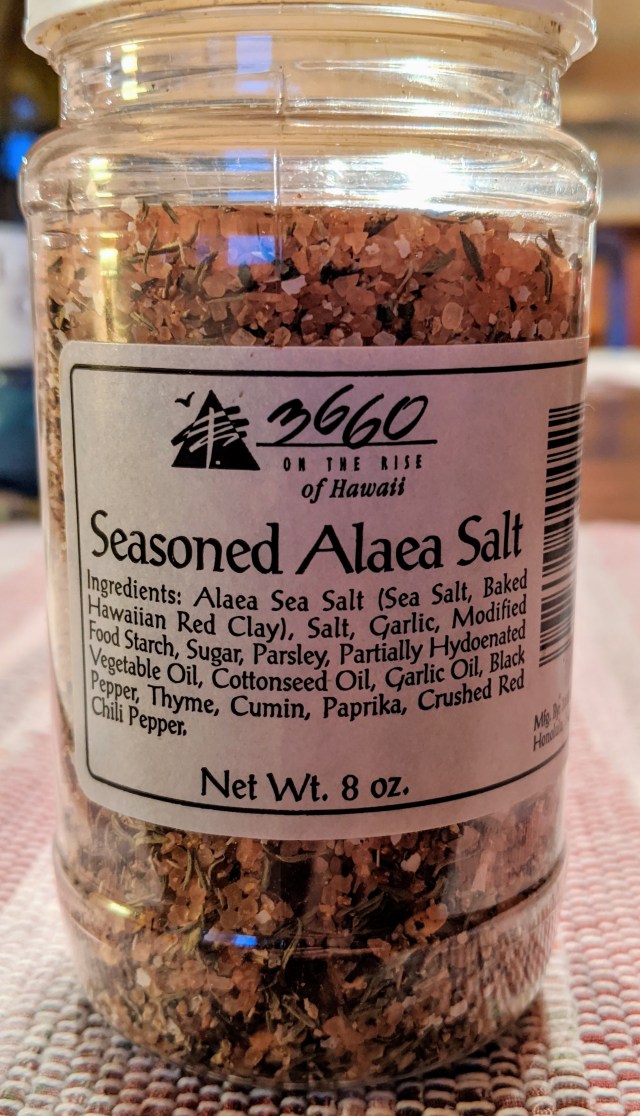 3660
ON THE RISE
of Hawaii
Seasoned Alaea Salt
Ingredients: Alaea Sea Salt (Sea Salt, Baked
Hawaiian Red Clay), Salt, Garlic, Modified
Food Starch, Sugar, Parsley, Partially Hydoenated
Vegetable Oil, Cottonseed Oil, Garlic Oil, Black
Pepper, Thyme, Cumin, Paprika, Crushed Red
Chili Pepper.
Net Wt. 8 oz.
Mfg. By: